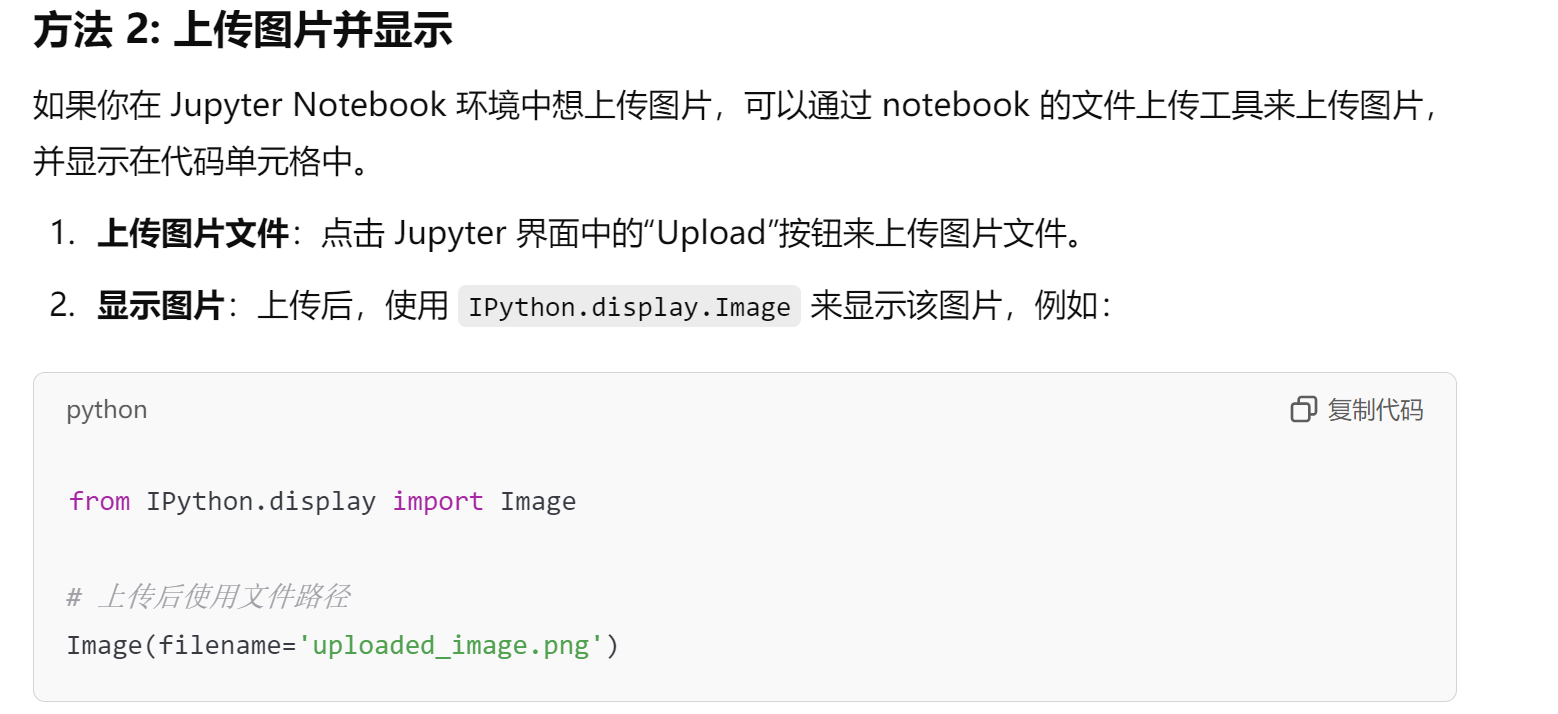 方法 2: 上传图片并显示
如果你在 Jupyter Notebook 环境中想上传图片，可以通过 notebook 的文件上传工具来上传图片，
并显示在代码单元格中。
1. 上传图片文件：点击 Jupyter 界面中的“Upload”按钮来上传图片文件。
2. 显示图片：上传后，使用 IPython.display.Image 来显示该图片，例如：
python 复制代码
from IPython.display import Image
# 上传后使用文件路径
Image(filename='uploaded_image.png')